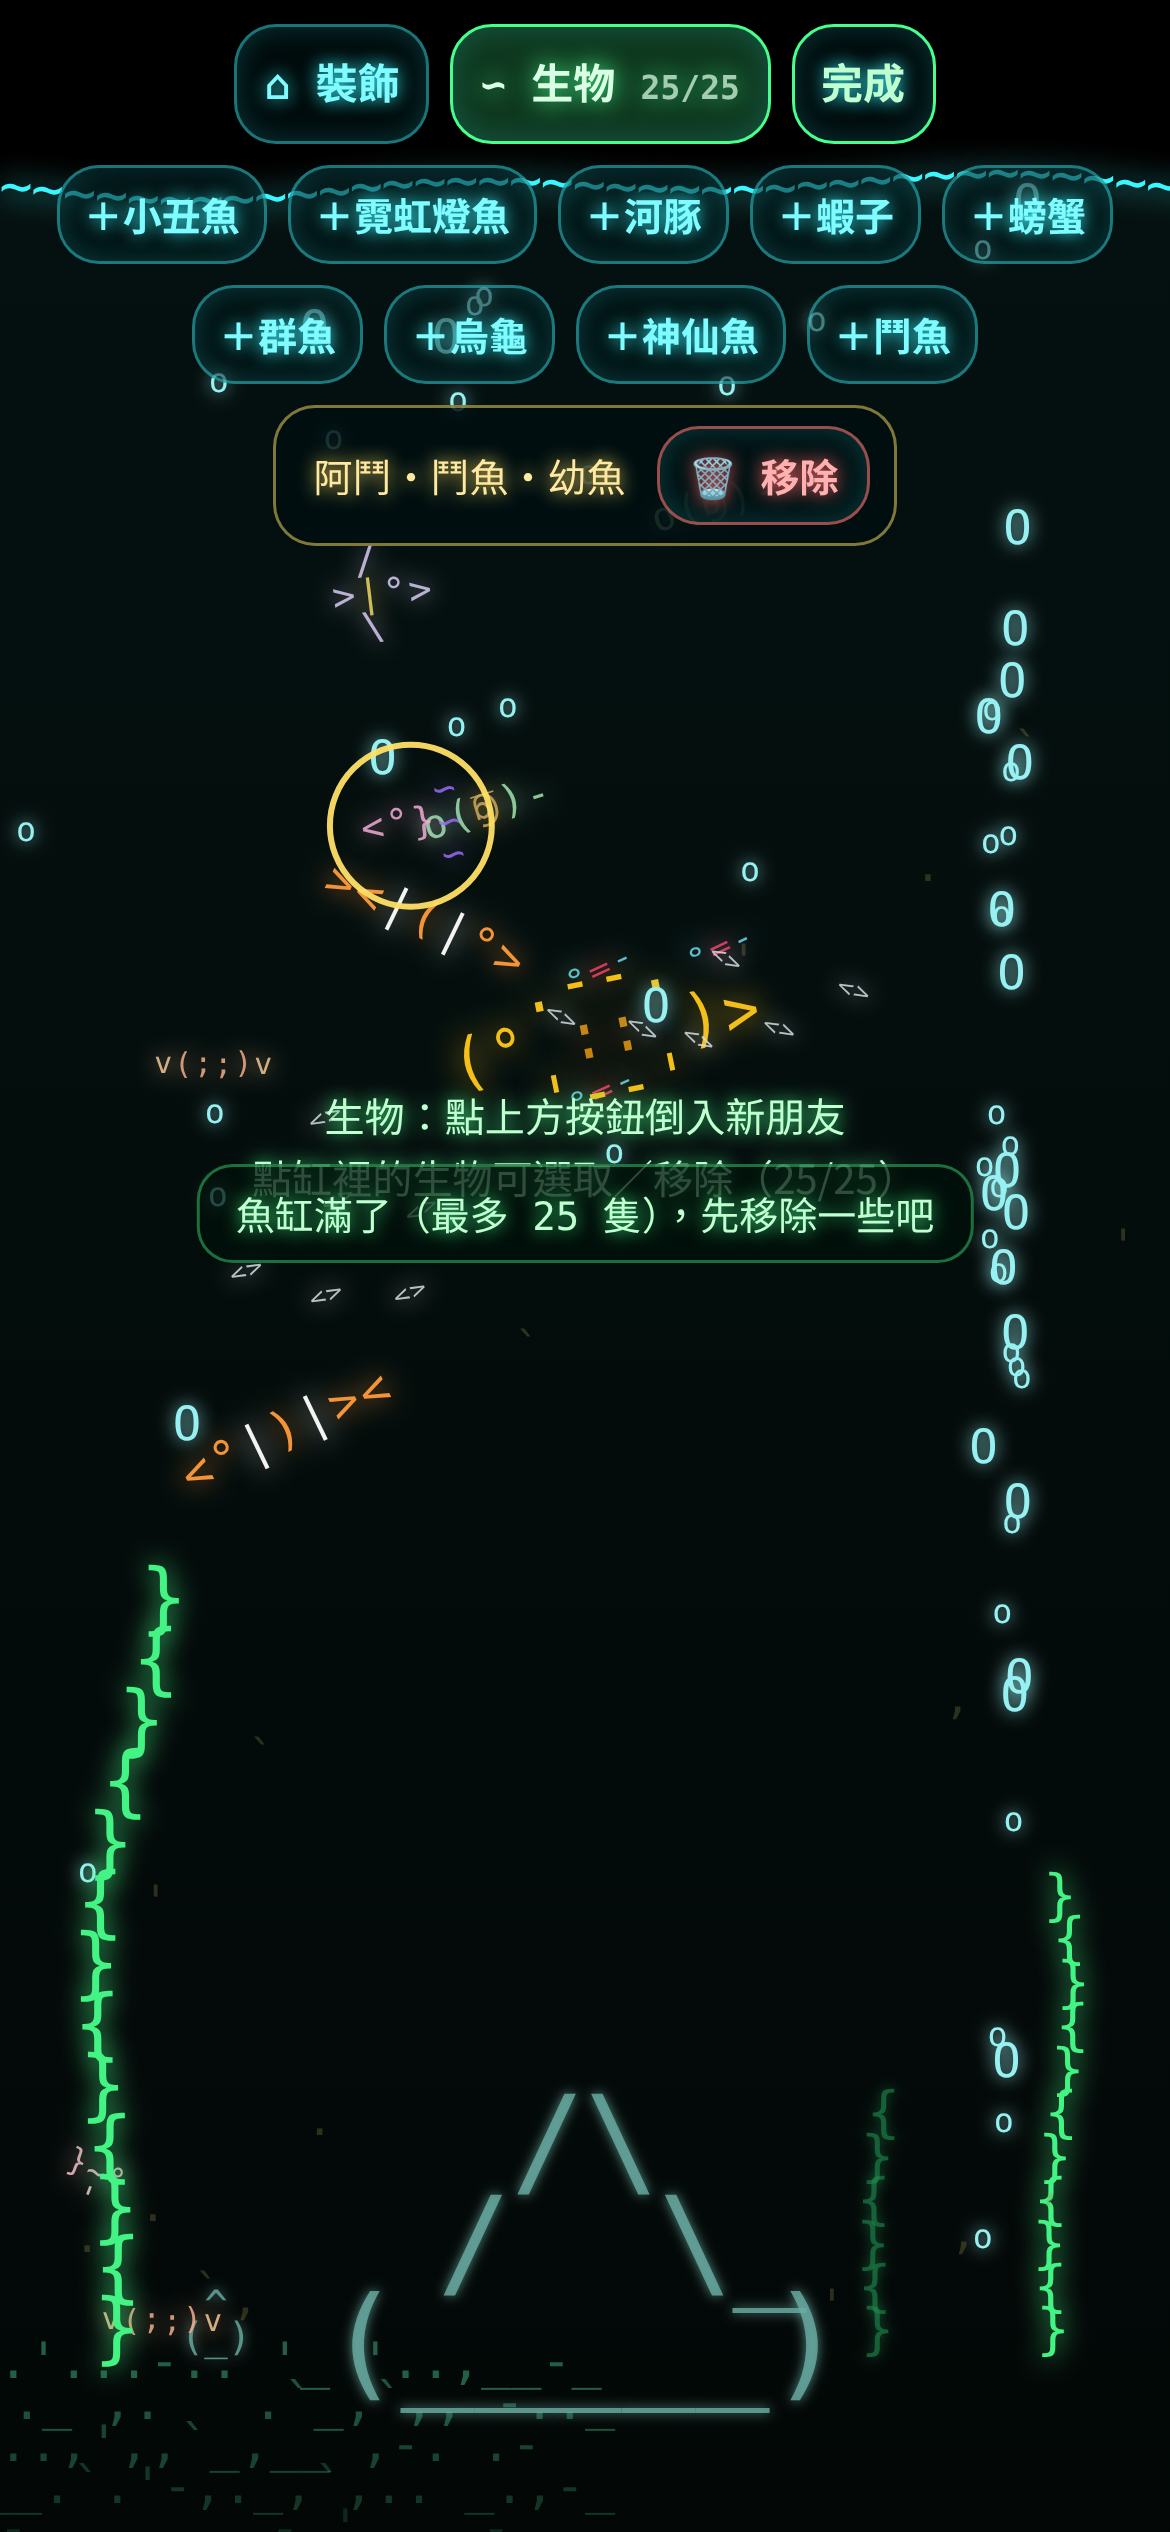 ⌂ 裝飾
∽ 生物 25/25
完成
＋小丑魚
＋霓虹燈魚
＋河豚
＋蝦子
＋螃蟹
＋群魚
＋烏龜
＋神仙魚
＋鬥魚
阿鬥・鬥魚・幼魚
🗑️ 移除
生物：點上方按鈕倒入新朋友
點缸裡的生物可選取／移除（25/25）
魚缸滿了（最多 25 隻），先移除一些吧